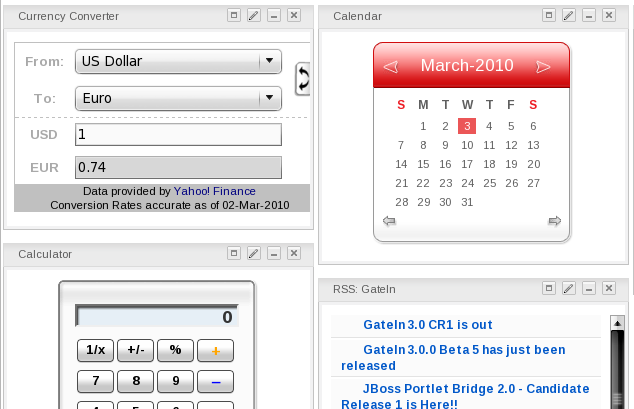 Currency Converter
From: US Dollar
To: Euro
USD 1
EUR 0.74
Data provided by Yahoo! Finance
Conversion Rates accurate as of 02-Mar-2010
Calendar
March-2010
S M T W T F S
1 2 3 4 5 6
7 8 9 10 11 12 13
14 15 16 17 18 19 20
21 22 23 24 25 26 27
28 29 30 31
Calculator
0
1/x +/- % +
7 8 9 –
RSS: GateIn
GateIn 3.0 CR1 is out
GateIn 3.0.0 Beta 5 has just been
released
JBoss Portlet Bridge 2.0 - Candidate
Release 1 is Here!!